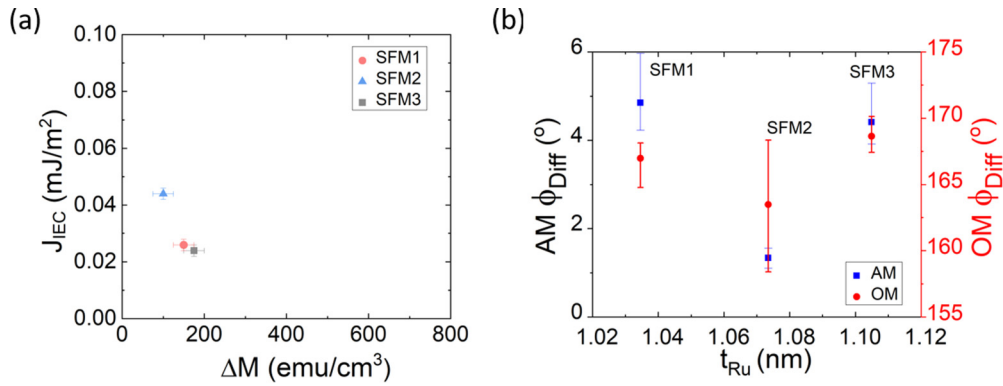 (a)
0.10
0.08
0.06
0.04
0.02
0.00
J_IEC (mJ/m²)
SFM1
SFM2
SFM3
0 200 400 600 800
ΔM (emu/cm³)
(b)
6
4
2
0
AM ϕ_Diff (°)
SFM1
SFM2
SFM3
AM
OM
175
170
165
160
155
OM ϕ_Diff (°)
1.02 1.04 1.06 1.08 1.10 1.12
t_Ru (nm)